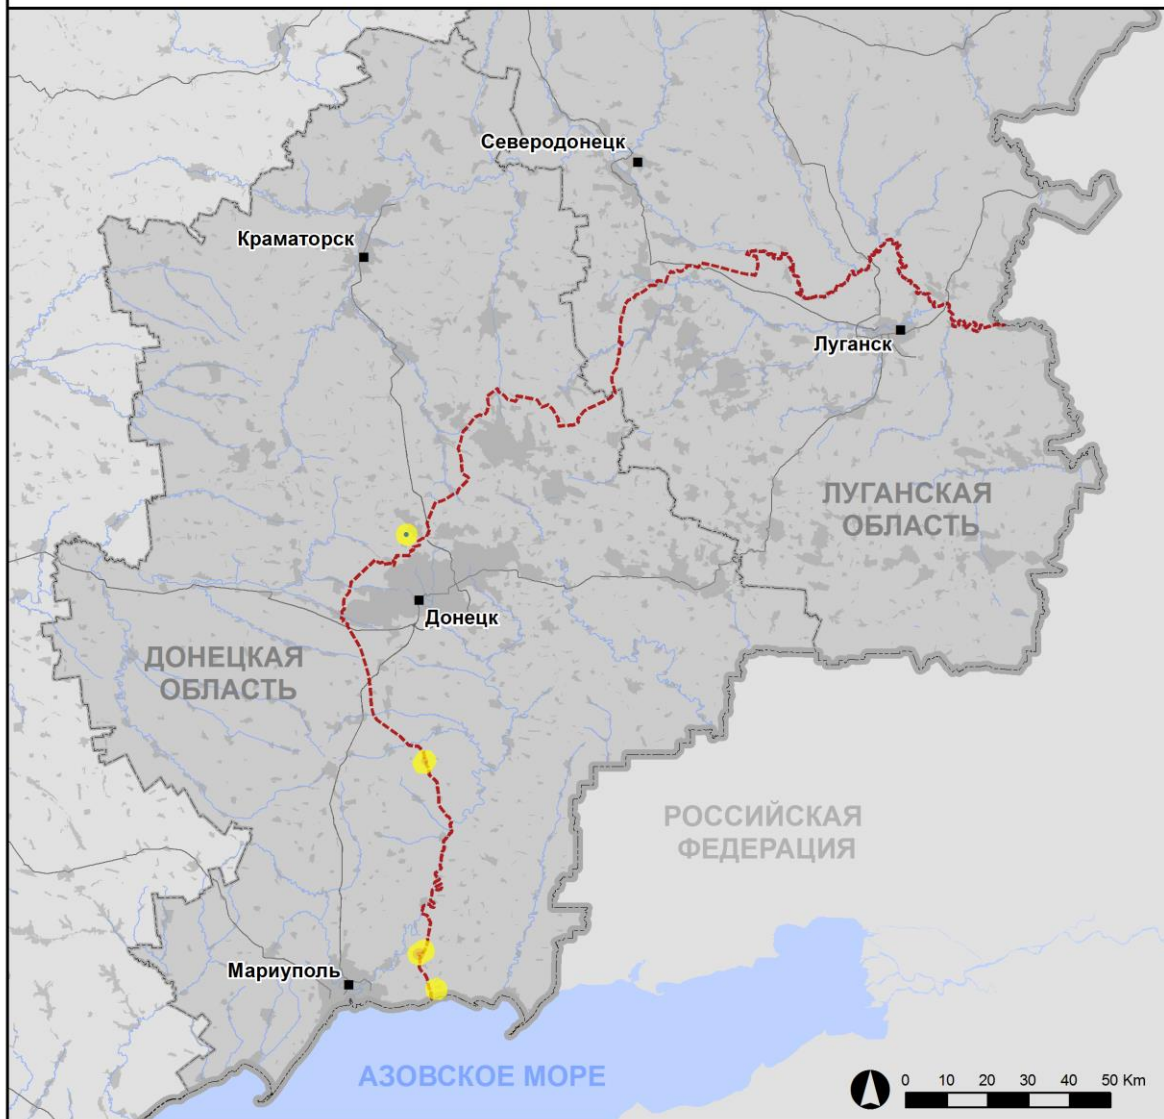 Северодонецк
Краматорск
Луганск
ЛУГАНСКАЯ
ОБЛАСТЬ
Донецк
ДОНЕЦКАЯ
ОБЛАСТЬ
РОССИЙСКАЯ
ФЕДЕРАЦИЯ
Мариуполь
АЗОВСКОЕ МОРЕ
0 10 20 30 40 50 Km